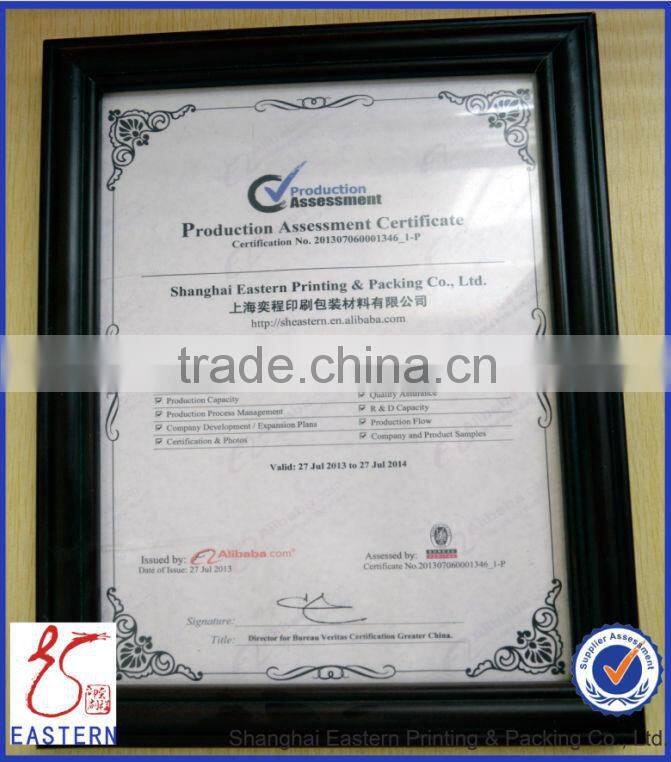 Production
Assessment
Production Assessment Certificate
Certification No. 201307060001346_1-P
Shanghai Eastern Printing & Packing Co., Ltd.
上海奕程印刷包装材料有限公司
http://sheastern.en.alibaba.com
trade.china.cn
Production Capacity
Quality Assurance
Production Process Management
R & D Capacity
Company Development / Expansion Plans
Production Flow
Certification & Photos
Company and Product Samples
Valid: 27 Jul 2013 to 27 Jul 2014
Issued by: Alibaba.com
Date of Issue: 27 Jul 2013
Assessed by:
BUREAU
VERITAS
Certificate No.201307060001346_1-P
Signature:
Title: Director for Bureau Veritas Certification Greater China.
EASTERN
Supplier Assessment
Shanghai Eastern Printing & Packing Co., Ltd